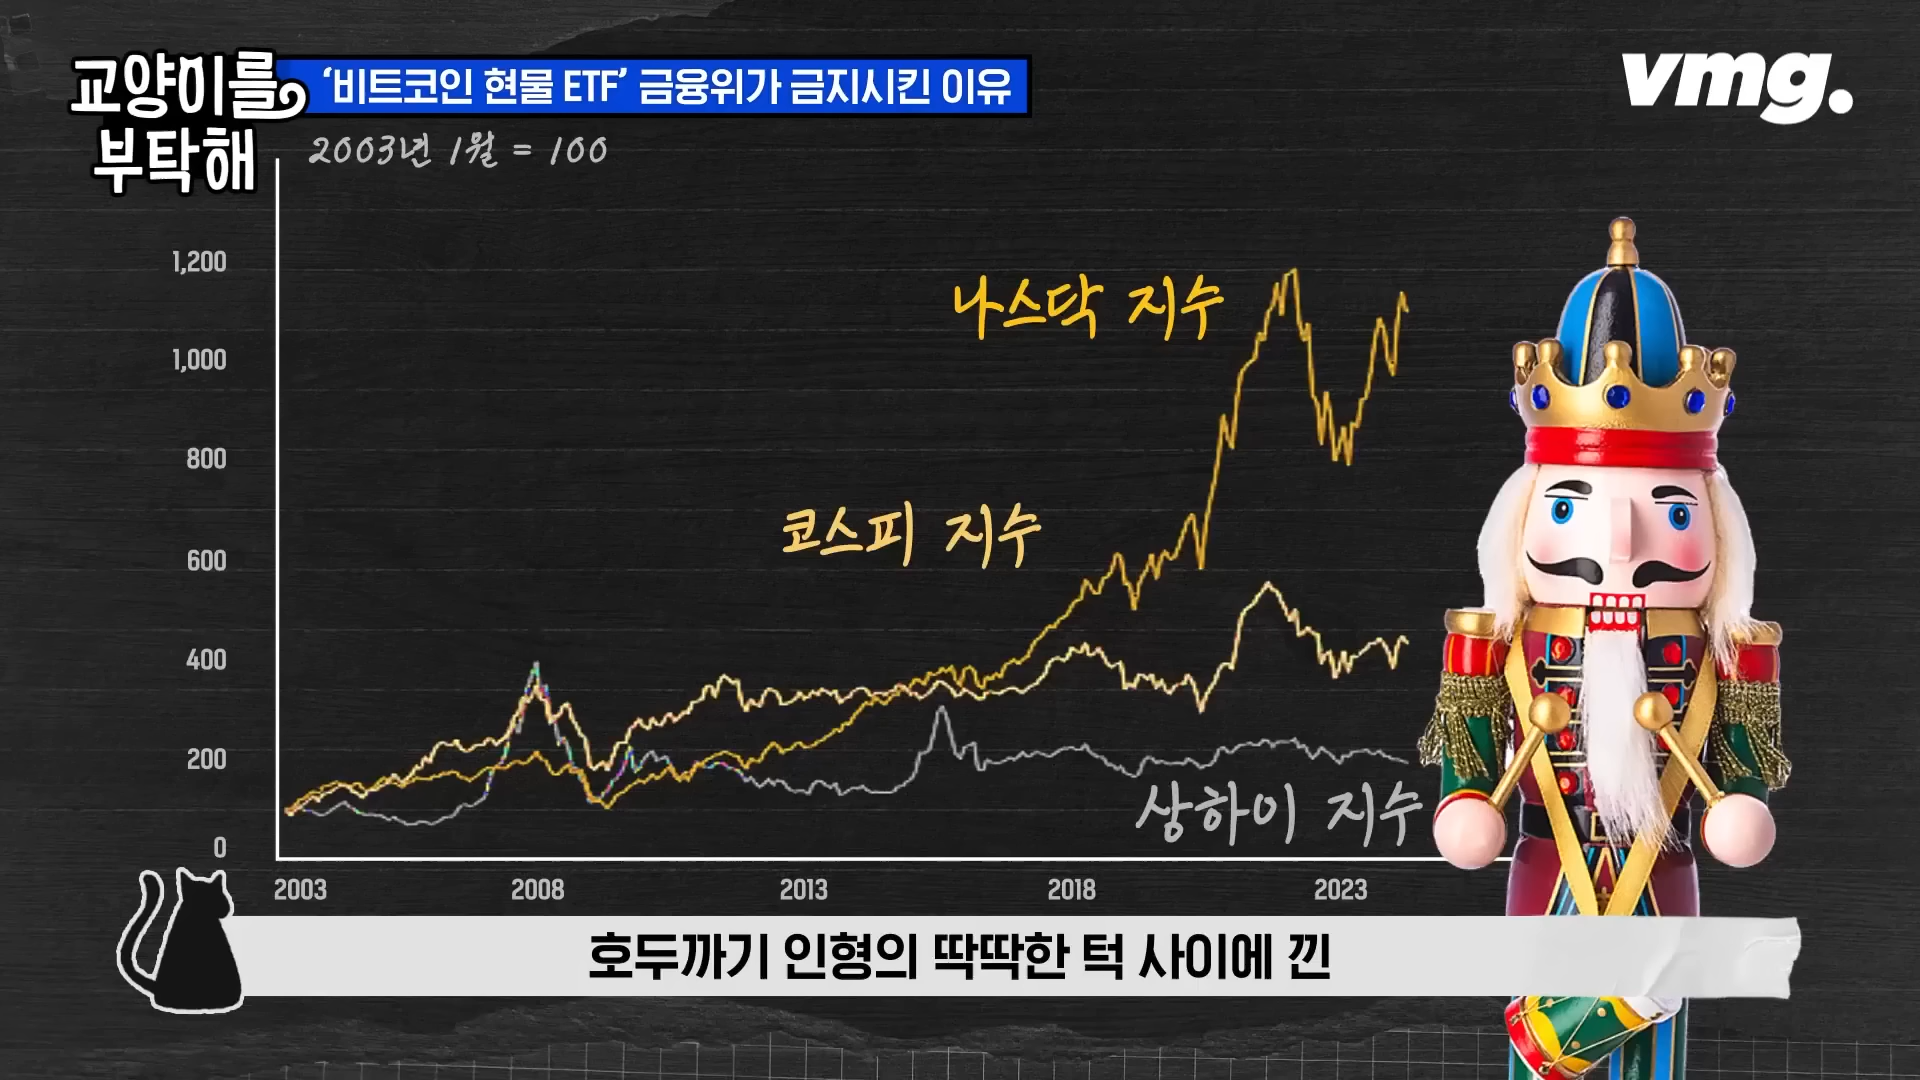 교양이를
부탁해
‘비트코인 현물 ETF’ 금융위가 금지시킨 이유
vmg.
2003년 1월 = 100
1,200
1,000
800
600
400
200
0
나스닥 지수
코스피 지수
상하이 지수
2003 2008 2013 2018 2023
호두까기 인형의 딱딱한 턱 사이에 낀